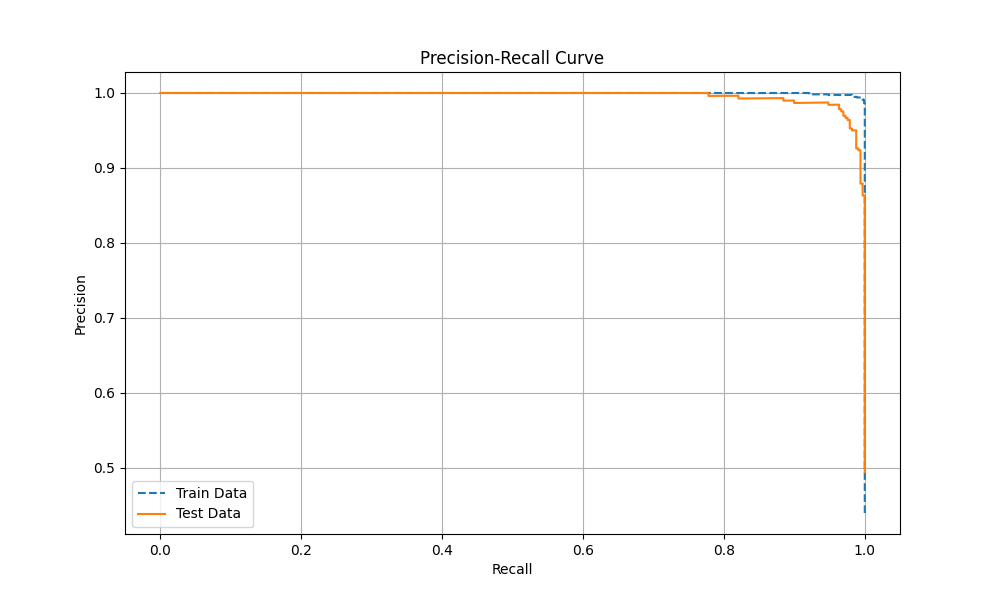 Precision-Recall Curve
1.0
0.9
0.8
0.7
0.6
0.5
Precision
Train Data
Test Data
0.0 0.2 0.4 0.6 0.8 1.0
Recall